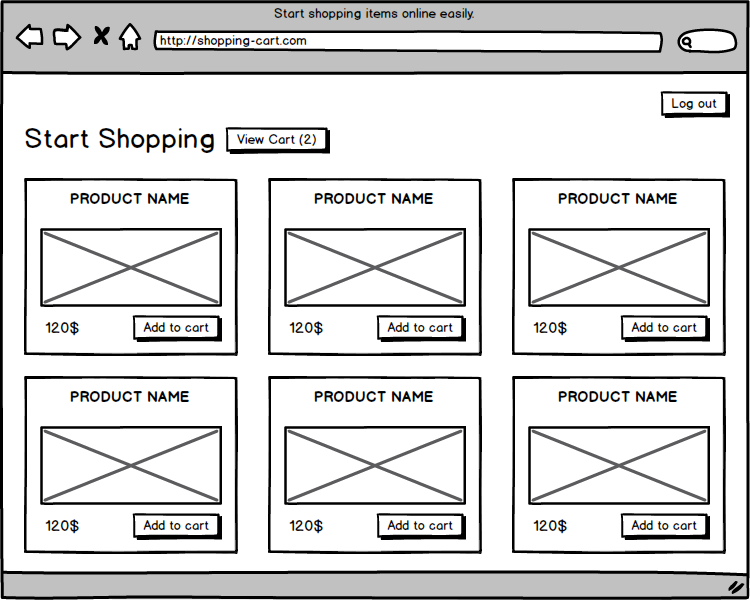 Start shopping items online easily.
http://shopping-cart.com
Log out
Start Shopping
View Cart (2)
PRODUCT NAME
PRODUCT NAME
PRODUCT NAME
120$
Add to cart
120$
Add to cart
120$
Add to cart
PRODUCT NAME
PRODUCT NAME
PRODUCT NAME
120$
Add to cart
120$
Add to cart
120$
Add to cart